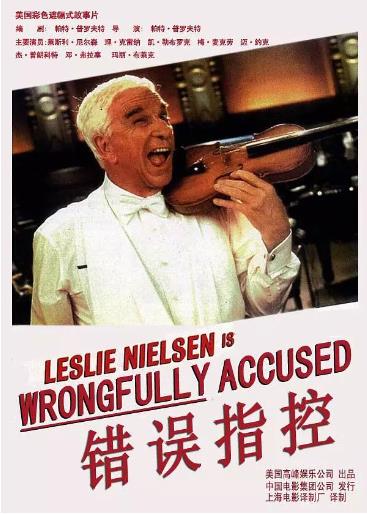 美国彩色遮幅式故事片
编 剧：帕特·普罗夫特 导 演：帕特·普罗夫特
主要演员：莱斯利·尼尔森 理·克雷纳 凯·勒布罗克 梅·麦克劳 迈·约克
杰·普朗科特 邓·弗拉霍 玛丽·布莱克
LESLIE NIELSEN IS
WRONGFULLY ACCUSED
错误指控
美国高峰娱乐公司 出品
中国电影集团公司 发行
上海电影译制厂 译制